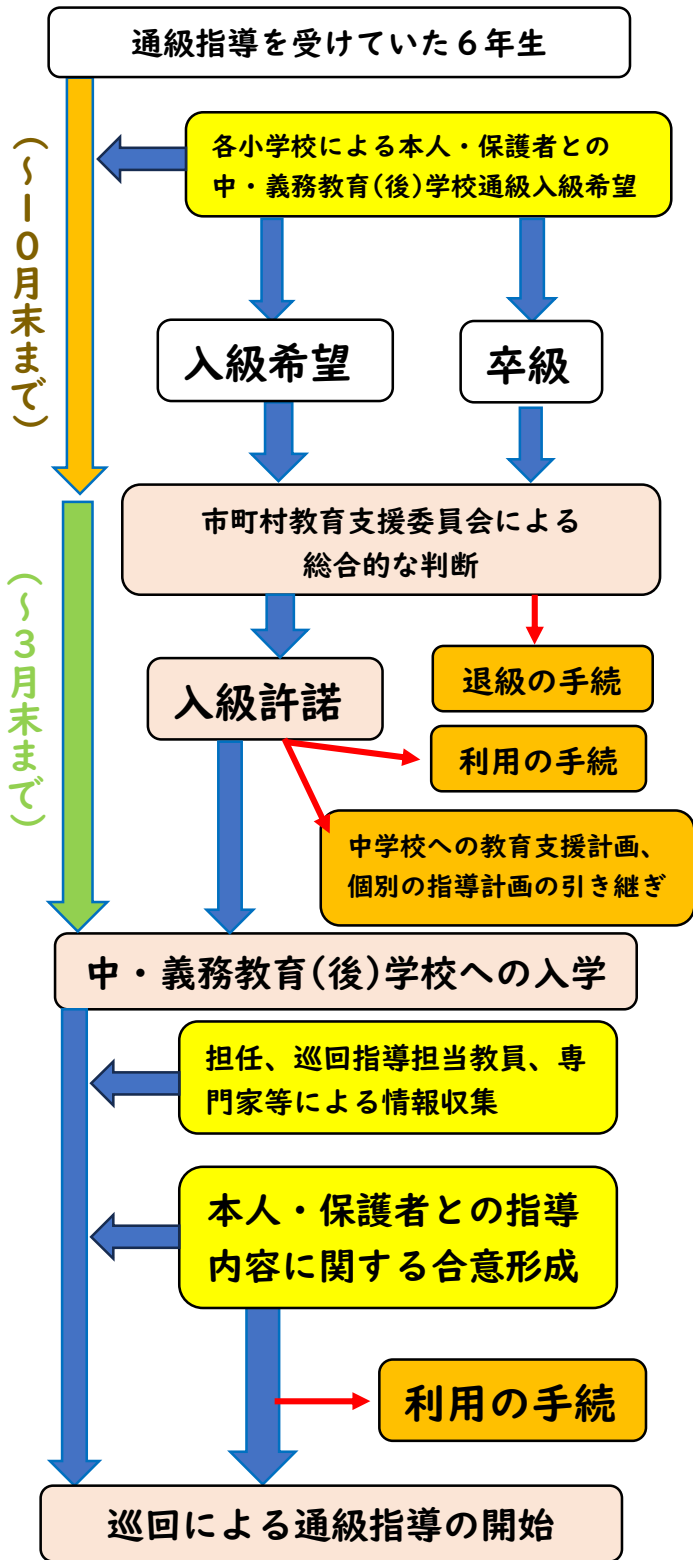 通級指導を受けていた６年生
各小学校による本人・保護者との
中・義務教育(後)学校通級入級希望
（～１０月末まで）
入級希望
卒級
市町村教育支援委員会による
総合的な判断
（～３月末まで）
退級の手続
入級許諾
利用の手続
中学校への教育支援計画、
個別の指導計画の引き継ぎ
中・義務教育(後)学校への入学
担任、巡回指導担当教員、専
門家等による情報収集
本人・保護者との指導
内容に関する合意形成
利用の手続
巡回による通級指導の開始